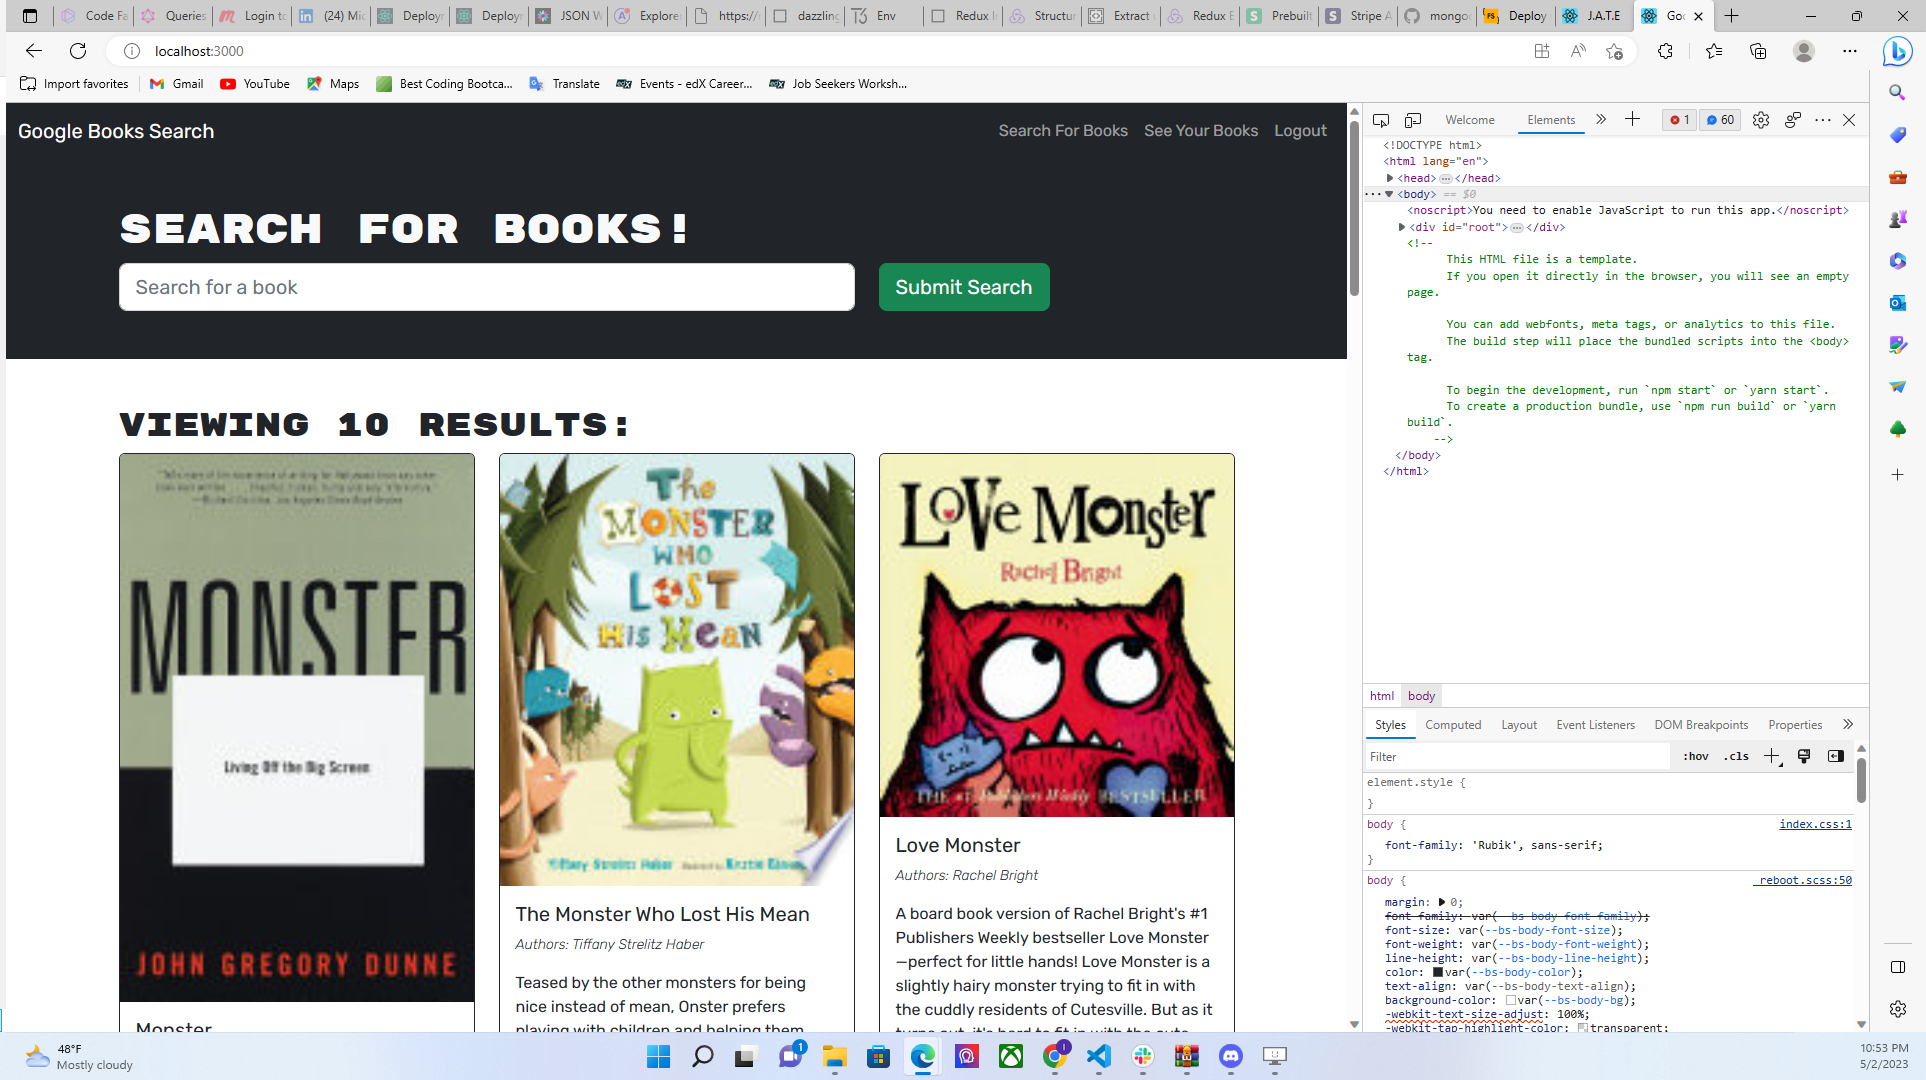 Code Fa
Queries
Login to
(24) Mic
Deployr
Deployr
JSON W
Explorer
https://r
dazzling
Env
Redux I
Structur
Extract
Redux E
Prebuilt
Stripe A
mongo
Deploy
J.A.T.E
Goo
localhost:3000
Import favorites
Gmail
YouTube
Maps
Best Coding Bootca...
Translate
Events - edX Career...
Job Seekers Worksh...
Google Books Search
Search For Books
See Your Books
Logout
SEARCH FOR BOOKS!
Search for a book
Submit Search
VIEWING 10 RESULTS:
MONSTER
Living Off the Big Screen
JOHN GREGORY DUNNE
Monster
The
MONSTER
WHO
LOST
HIS MEAN
Tiffany Strelitz Haber
The Monster Who Lost His Mean
Authors: Tiffany Strelitz Haber
Teased by the other monsters for being
nice instead of mean, Onster prefers
playing with children and helping them
LOVE MONSTER
Rachel Bright
THE #1 Publishers Weekly BESTSELLER
Love Monster
Authors: Rachel Bright
A board book version of Rachel Bright's #1
Publishers Weekly bestseller Love Monster
—perfect for little hands! Love Monster is a
slightly hairy monster trying to fit in with
the cuddly residents of Cutesville. But as it
turns out, it's hard to fit in with the cute
Welcome
Elements
1
60
<!DOCTYPE html>
<html lang="en">
<head> ... </head>
<body> == $0
<noscript>You need to enable JavaScript to run this app.</noscript>
<div id="root"> ... </div>
<!--
This HTML file is a template.
If you open it directly in the browser, you will see an empty
page.
You can add webfonts, meta tags, or analytics to this file.
The build step will place the bundled scripts into the <body>
tag.
To begin the development, run `npm start` or `yarn start`.
To create a production bundle, use `npm run build` or `yarn
build`.
-->
</body>
</html>
html
body
Styles
Computed
Layout
Event Listeners
DOM Breakpoints
Properties
Filter
:hov
.cls
element.style {
}
body {
index.css:1
font-family: 'Rubik', sans-serif;
}
body {
_reboot.scss:50
margin: 0;
font-family: var(--bs-body-font-family);
font-size: var(--bs-body-font-size);
font-weight: var(--bs-body-font-weight);
line-height: var(--bs-body-line-height);
color: var(--bs-body-color);
text-align: var(--bs-body-text-align);
background-color: var(--bs-body-bg);
-webkit-text-size-adjust: 100%;
-webkit-tap-highlight-color: transparent;
48°F
Mostly cloudy
1
10:53 PM
5/2/2023